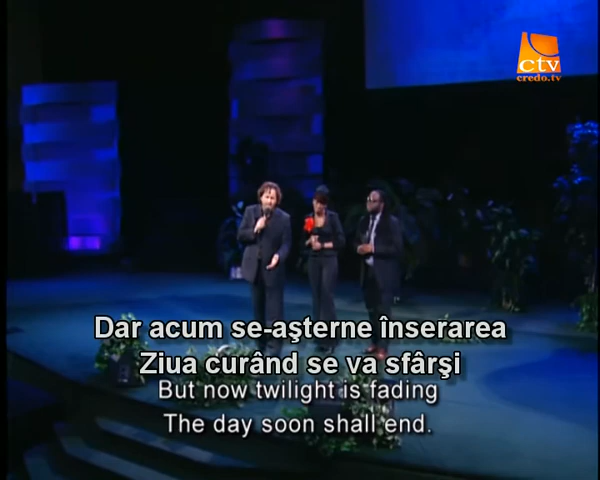 ctv
credo.tv
Dar acum se-aşterne înserarea
Ziua curând se va sfârşi
But now twilight is fading
The day soon shall end.